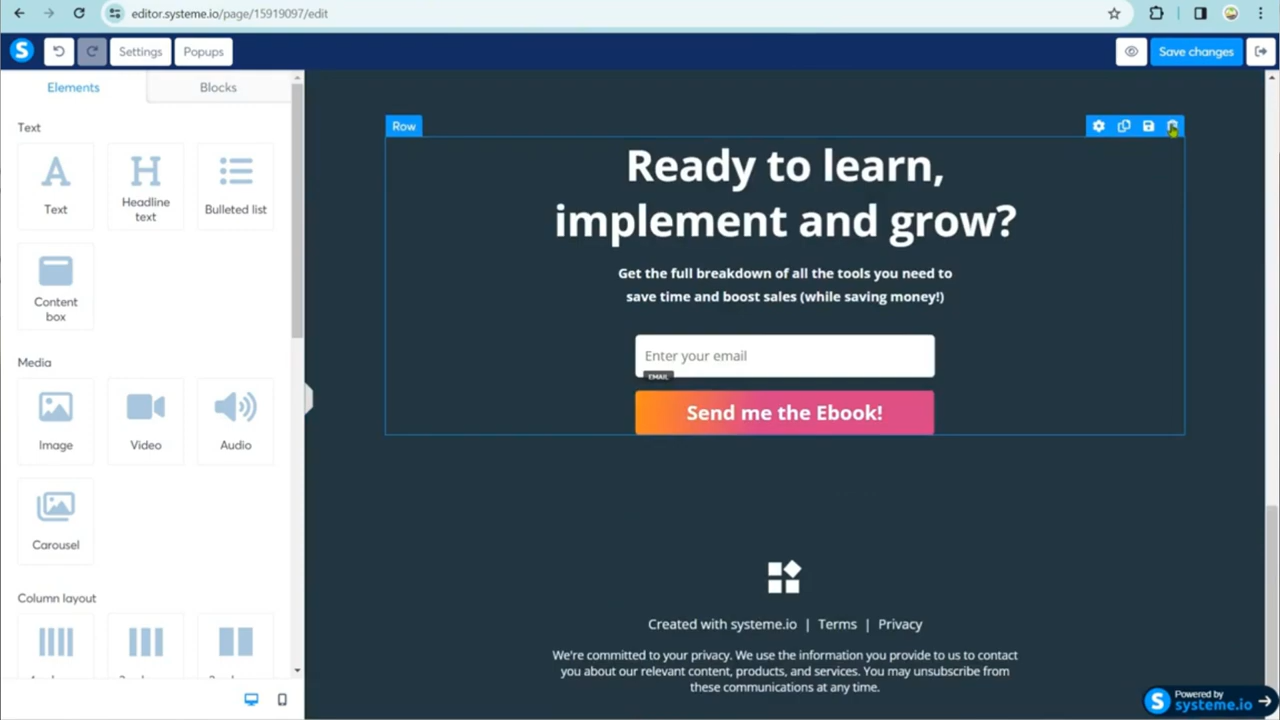 editor.systeme.io/page/15919097/edit
S
Settings
Popups
Save changes
Elements
Blocks
Text
Text
Headline
text
Bulleted list
Content
box
Media
Image
Video
Audio
Carousel
Column layout
Row
Ready to learn,
implement and grow?
Get the full breakdown of all the tools you need to
save time and boost sales (while saving money!)
Enter your email
EMAIL
Send me the Ebook!
Created with systeme.io | Terms | Privacy
We're committed to your privacy. We use the information you provide to us to contact
you about our relevant content, products, and services. You may unsubscribe from
these communications at any time.
Powered by
systeme.io